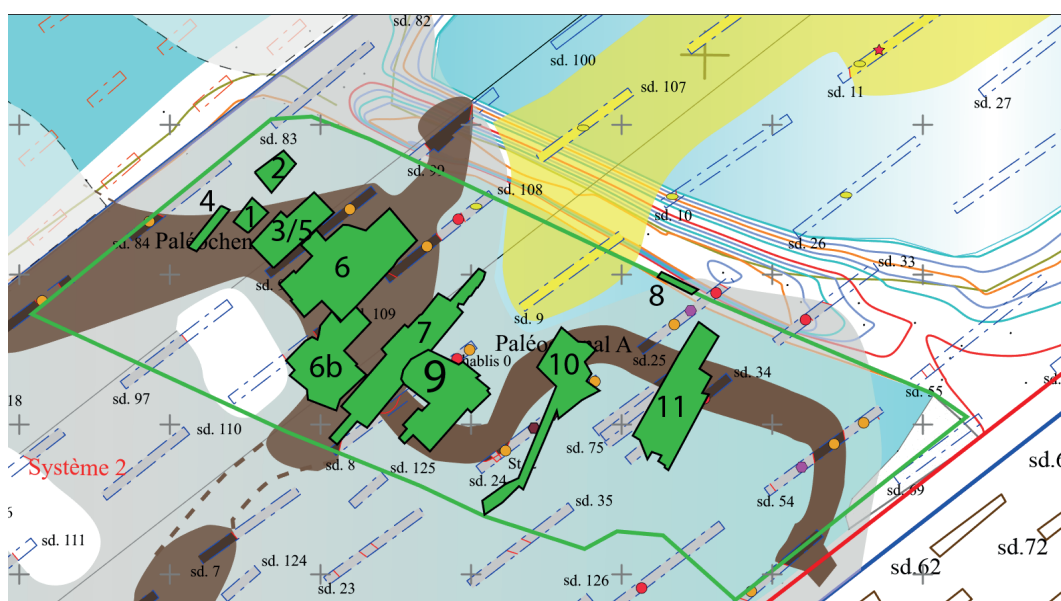 sd. 82
sd. 100
sd. 107
sd. 11
sd. 27
sd. 83
2
sd. 99
sd. 108
4
1
3/5
sd. 10
sd. 84
sd. 26
sd. 33
6
8
sd. 9
109
7
sd.25
10
sd. 34
6b
9
sd. 55
18
sd. 97
11
sd. 110
sd. 75
Système 2
sd. 8
sd. 125
sd. 24
sd. 54
sd. 69
sd. 35
sd. 111
sd.72
sd. 7
sd. 124
sd. 23
sd. 126
sd.62